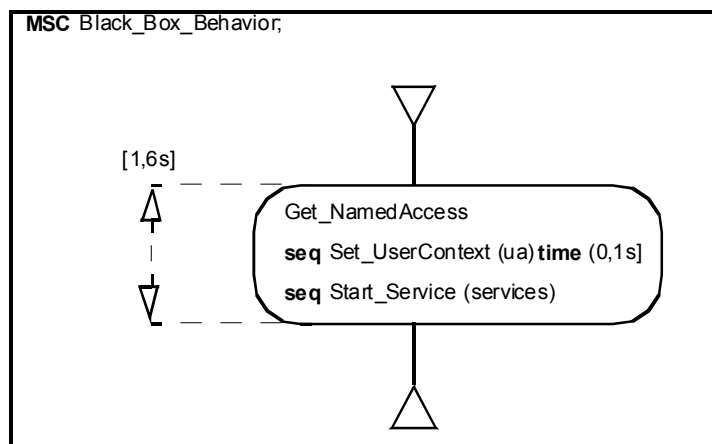 MSC Black_Box_Behavior;
[1,6s]
Get_NamedAccess
seq Set_UserContext (ua) time (0,1s]
seq Start_Service (services)